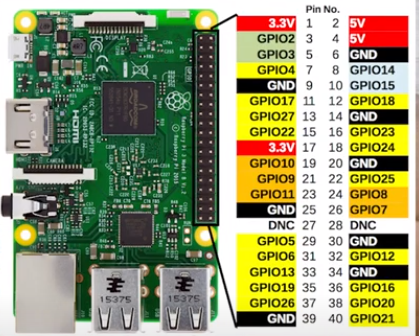 Pin No.
3.3V 1 2 5V
GPIO2 3 4 5V
GPIO3 5 6 GND
GPIO4 7 8 GPIO14
GND 9 10 GPIO15
GPIO17 11 12 GPIO18
GPIO27 13 14 GND
GPIO22 15 16 GPIO23
3.3V 17 18 GPIO24
GPIO10 19 20 GND
GPIO9 21 22 GPIO25
GPIO11 23 24 GPIO8
GND 25 26 GPIO7
DNC 27 28 DNC
GPIO5 29 30 GND
GPIO6 31 32 GPIO12
GPIO13 33 34 GND
GPIO19 35 36 GPIO16
GPIO26 37 38 GPIO20
GND 39 40 GPIO21
DISPLAY
HDMI
CAMERA
15375
15375